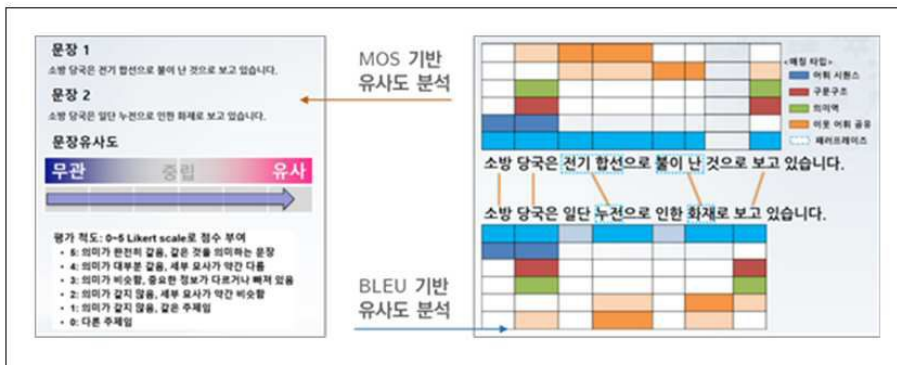 문장 1
소방 당국은 전기 합선으로 불이 난 것으로 보고 있습니다.
문장 2
소방 당국은 일단 누전으로 인한 화재로 보고 있습니다.
문장유사도
무관 중립 유사
평가 척도: 0~5 Likert scale로 점수 부여
• 5: 의미가 완전히 같음, 같은 것을 의미하는 문장
• 4: 의미가 대부분 같음, 세부 묘사가 약간 다름
• 3: 의미가 비슷함, 중요한 정보가 다르거나 빠져 있음
• 2: 의미가 같지 않음, 세부 묘사가 약간 비슷함
• 1: 의미가 같지 않음, 같은 주제임
• 0: 다른 주제임
MOS 기반
유사도 분석
BLEU 기반
유사도 분석
<매칭 타입>
어휘 시퀀스
구문구조
의미역
이웃 어휘 공유
패러프레이즈
소방 당국은 전기 합선으로 불이 난 것으로 보고 있습니다.
소방 당국은 일단 누전으로 인한 화재로 보고 있습니다.